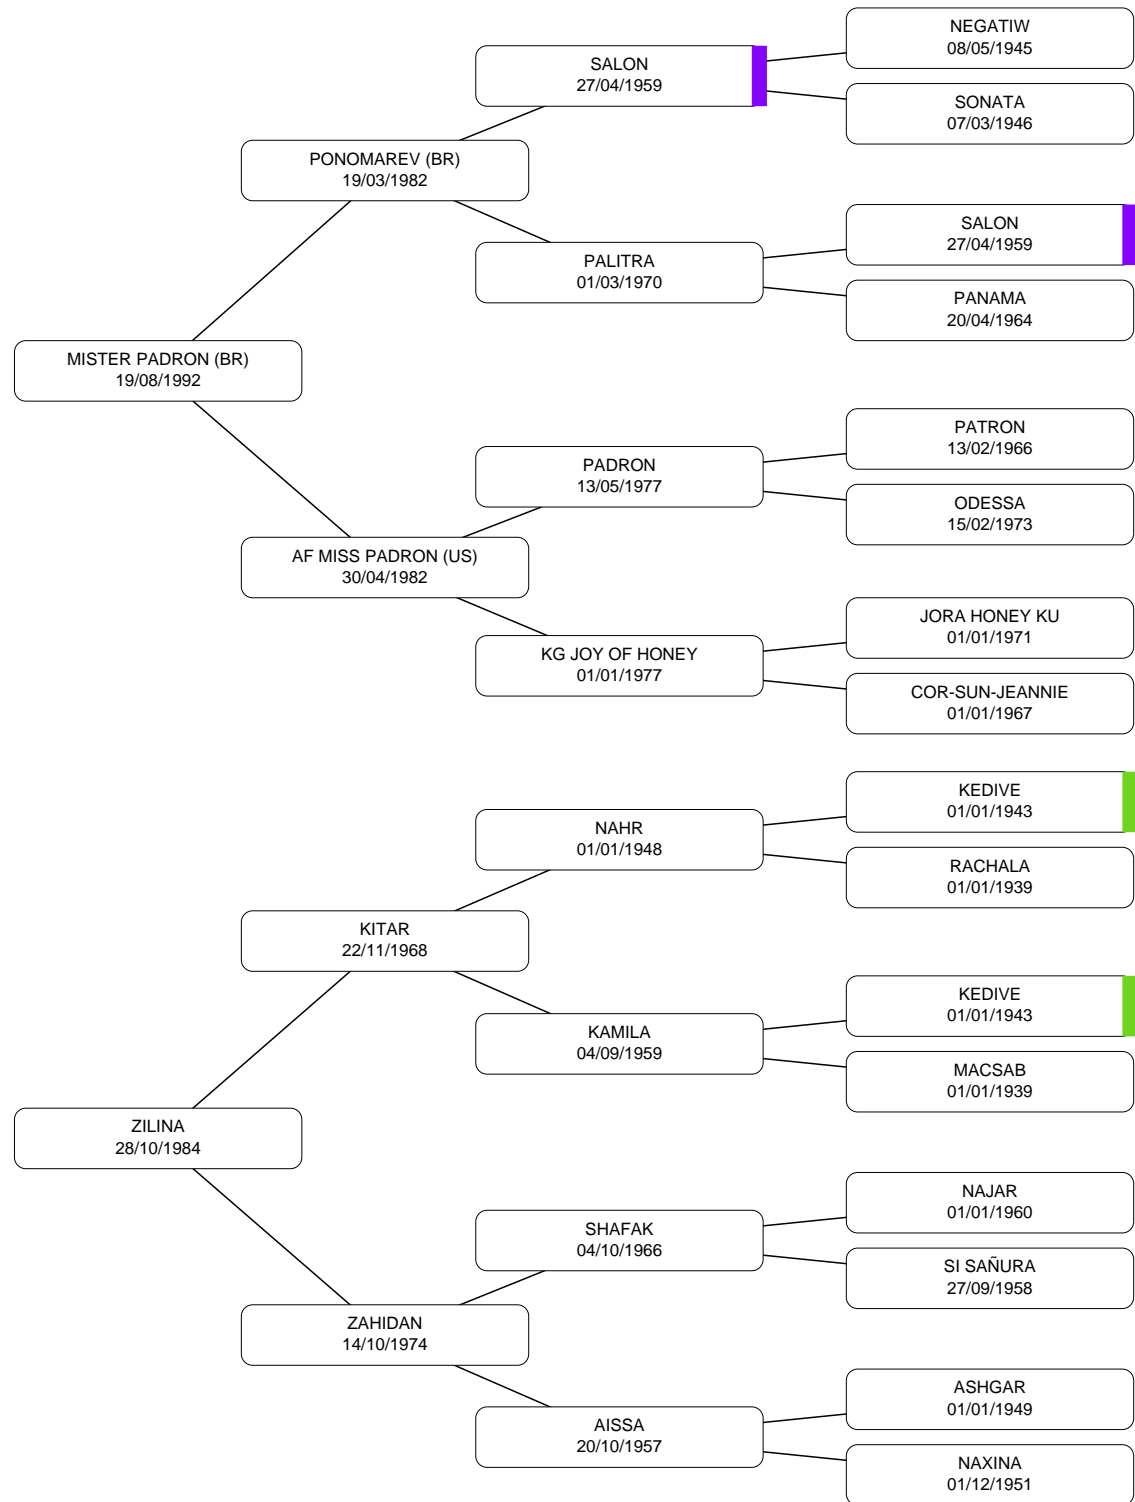 NEGATIW
08/05/1945
SALON
27/04/1959
SONATA
07/03/1946
PONOMAREV (BR)
19/03/1982
SALON
27/04/1959
PALITRA
01/03/1970
PANAMA
20/04/1964
MISTER PADRON (BR)
19/08/1992
PATRON
13/02/1966
PADRON
13/05/1977
ODESSA
15/02/1973
AF MISS PADRON (US)
30/04/1982
JORA HONEY KU
01/01/1971
KG JOY OF HONEY
01/01/1977
COR-SUN-JEANNIE
01/01/1967
KEDIVE
01/01/1943
NAHR
01/01/1948
RACHALA
01/01/1939
KITAR
22/11/1968
KEDIVE
01/01/1943
KAMILA
04/09/1959
MACSAB
01/01/1939
ZILINA
28/10/1984
NAJAR
01/01/1960
SHAFAK
04/10/1966
SI SAÑURA
27/09/1958
ZAHIDAN
14/10/1974
ASHGAR
01/01/1949
AISSA
20/10/1957
NAXINA
01/12/1951